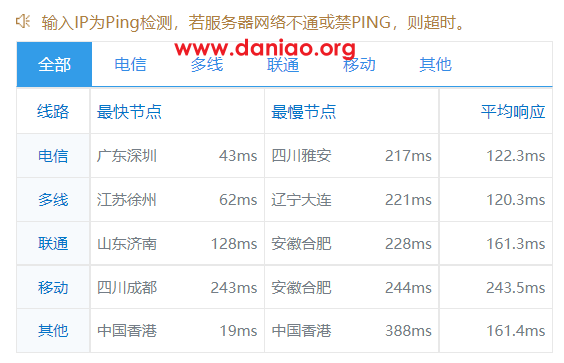 输入IP为Ping检测，若服务器网络不通或禁PING，则超时。
www.daniao.org
全部 电信 多线 联通 移动 其他
线路 最快节点 最慢节点 平均响应
电信 广东深圳 43ms 四川雅安 217ms 122.3ms
多线 江苏徐州 62ms 辽宁大连 221ms 120.3ms
联通 山东济南 128ms 安徽合肥 228ms 161.3ms
移动 四川成都 243ms 安徽合肥 244ms 243.5ms
其他 中国香港 19ms 中国香港 388ms 161.4ms